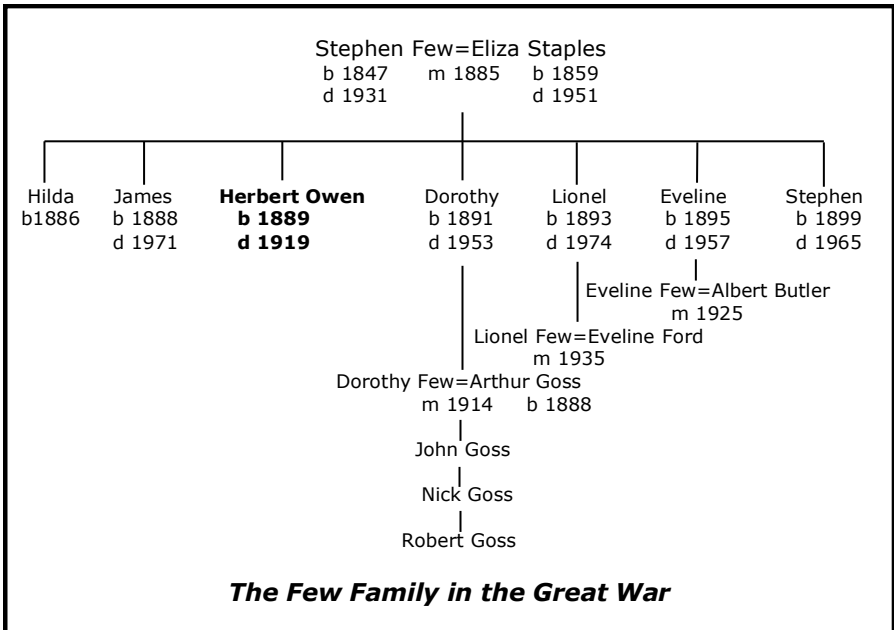 Stephen Few=Eliza Staples
b 1847 m 1885 b 1859
d 1931 d 1951
Hilda James Herbert Owen Dorothy Lionel Eveline Stephen
b1886 b 1888 b 1889 b 1891 b 1893 b 1895 b 1899
d 1971 d 1919 d 1953 d 1974 d 1957 d 1965
Eveline Few=Albert Butler
m 1925
Lionel Few=Eveline Ford
m 1935
Dorothy Few=Arthur Goss
m 1914 b 1888
John Goss
Nick Goss
Robert Goss
The Few Family in the Great War